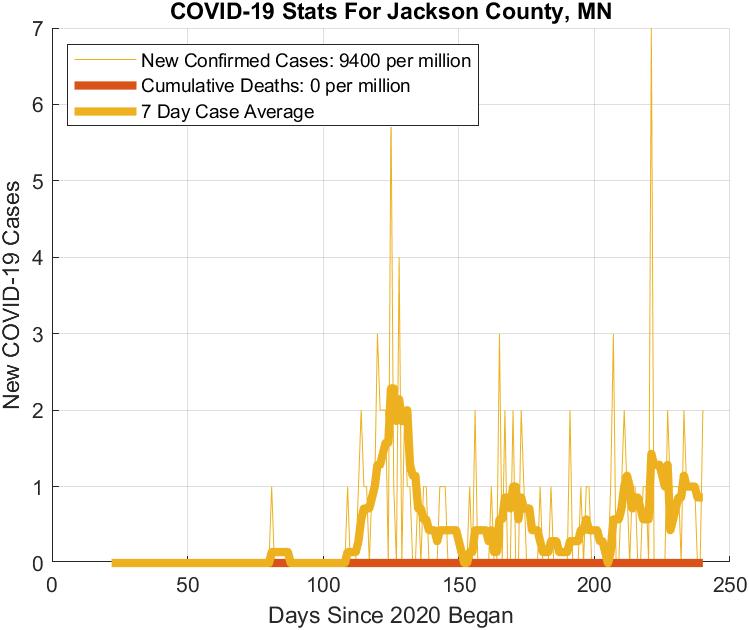 COVID-19 Stats For Jackson County, MN
New Confirmed Cases: 9400 per million
Cumulative Deaths: 0 per million
7 Day Case Average
New COVID-19 Cases
7
6
5
4
3
2
1
0
0 50 100 150 200 250
Days Since 2020 Began